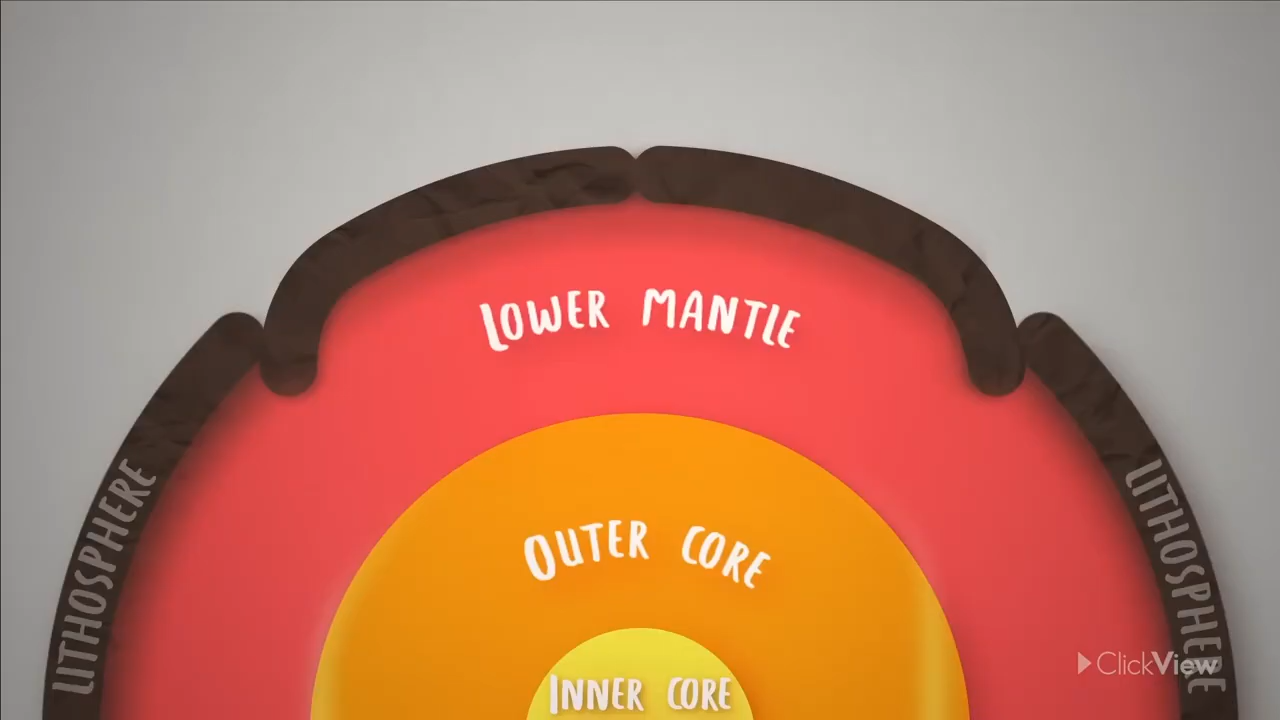 LOWER MANTLE
OUTER CORE
LITHOSPHERE
LITHOSPHERE
ClickView
INNER CORE